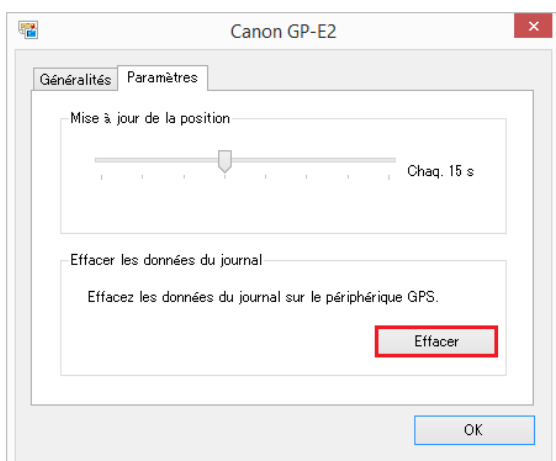 Canon GP-E2
Généralités Paramètres
Mise à jour de la position
Chaq. 15 s
Effacer les données du journal
Effacez les données du journal sur le périphérique GPS.
Effacer
OK